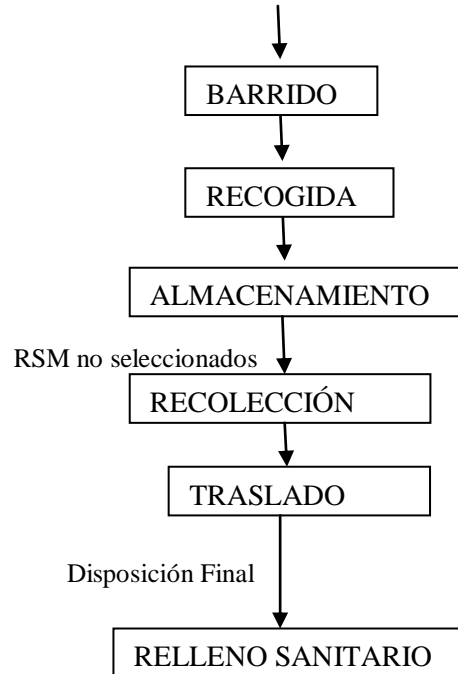 BARRIDO
RECOGIDA
ALMACENAMIENTO
RSM no seleccionados
RECOLECCIÓN
TRASLADO
Disposición Final
RELLENO SANITARIO